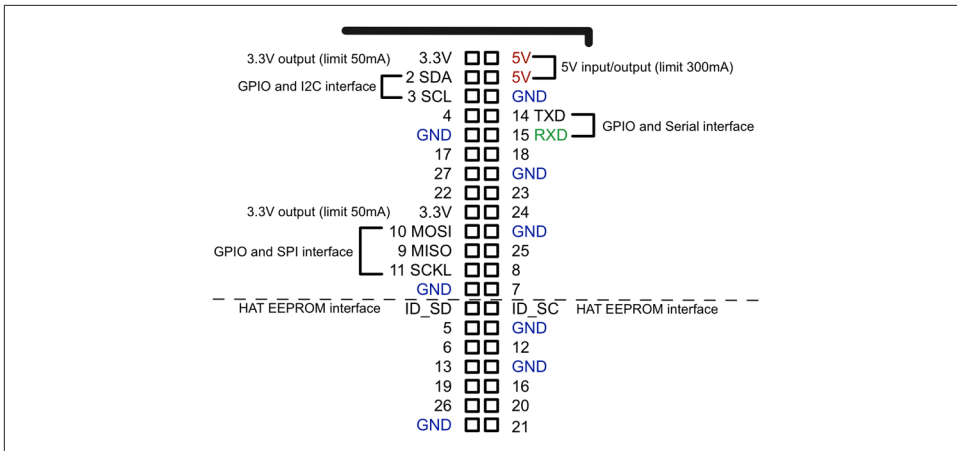 3.3V output (limit 50mA) 3.3V 5V
5V input/output (limit 300mA)
2 SDA 5V
GPIO and I2C interface
3 SCL GND
4 14 TXD
GPIO and Serial interface
GND 15 RXD
17 18
27 GND
22 23
3.3V output (limit 50mA) 3.3V 24
10 MOSI GND
GPIO and SPI interface 9 MISO 25
11 SCKL 8
GND 7
HAT EEPROM interface ID_SD ID_SC HAT EEPROM interface
5 GND
6 12
13 GND
19 16
26 20
GND 21